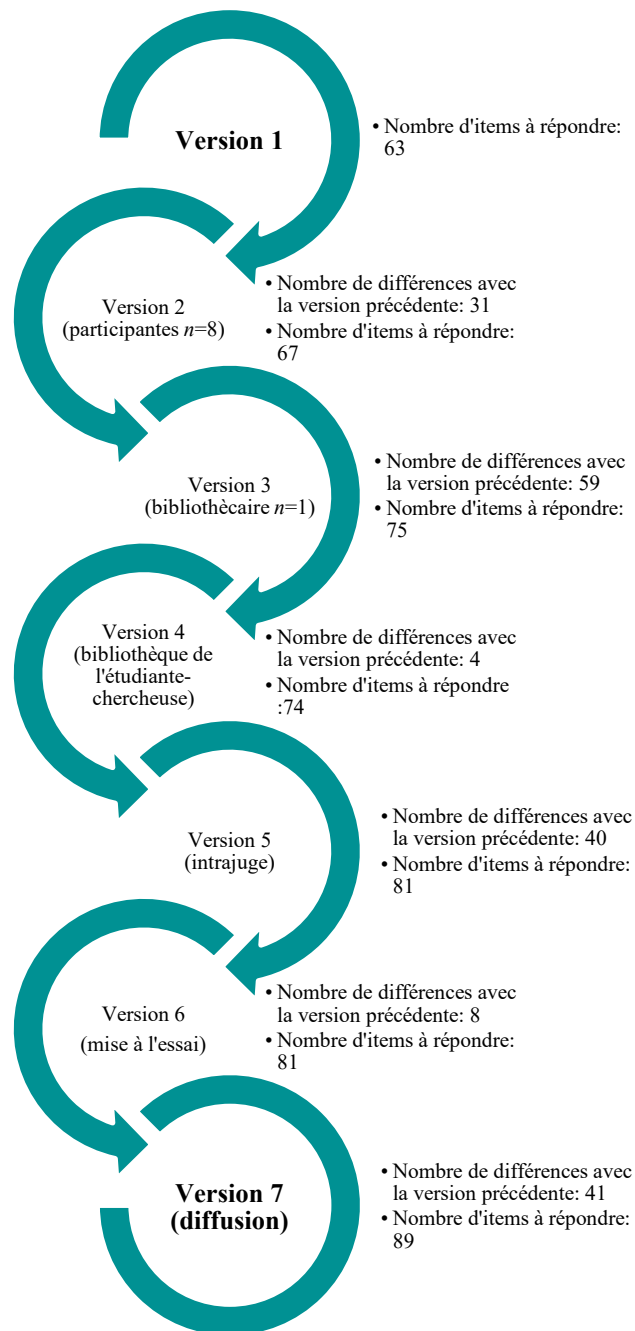 Version 1
• Nombre d'items à répondre:
63
Version 2
(participantes n=8)
• Nombre de différences avec
la version précédente: 31
• Nombre d'items à répondre:
67
Version 3
(bibliothècaire n=1)
• Nombre de différences avec
la version précédente: 59
• Nombre d'items à répondre:
75
Version 4
(bibliothèque de
l'étudiante-
chercheuse)
• Nombre de différences avec
la version précédente: 4
• Nombre d'items à répondre
:74
Version 5
(intrajuge)
• Nombre de différences avec
la version précédente: 40
• Nombre d'items à répondre:
81
Version 6
(mise à l'essai)
• Nombre de différences avec
la version précédente: 8
• Nombre d'items à répondre:
81
Version 7
(diffusion)
• Nombre de différences avec
la version précédente: 41
• Nombre d'items à répondre:
89